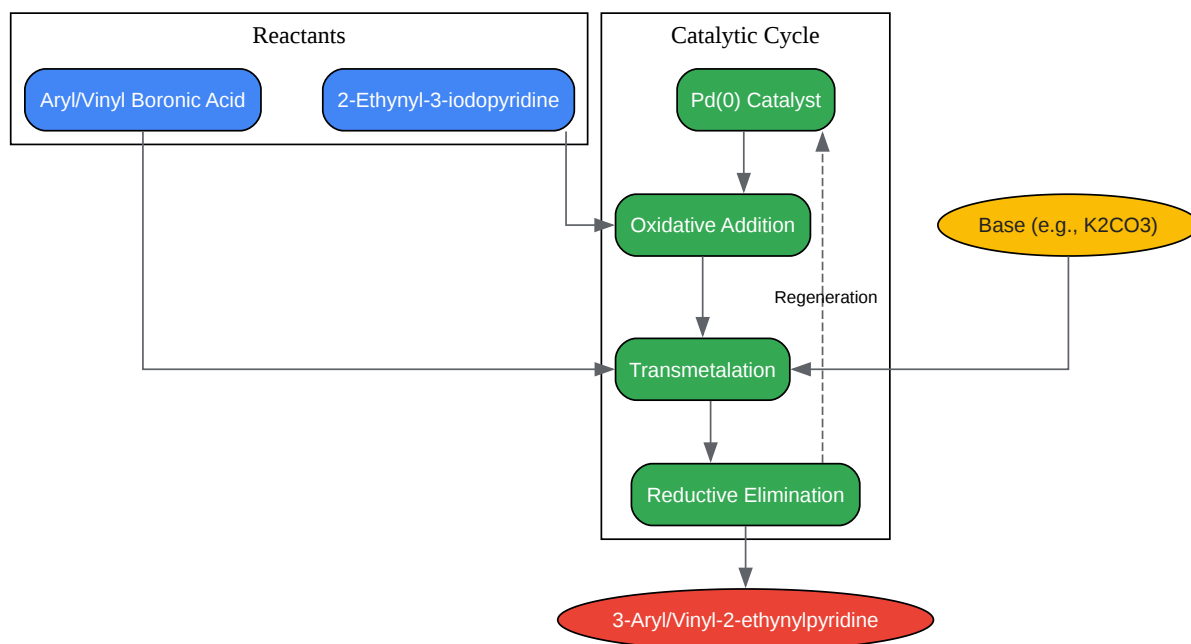 Reactants
Catalytic Cycle
Aryl/Vinyl Boronic Acid
2-Ethynyl-3-iodopyridine
Pd(0) Catalyst
Oxidative Addition
Base (e.g., K2CO3)
Regeneration
Transmetalation
Reductive Elimination
3-Aryl/Vinyl-2-ethynylpyridine